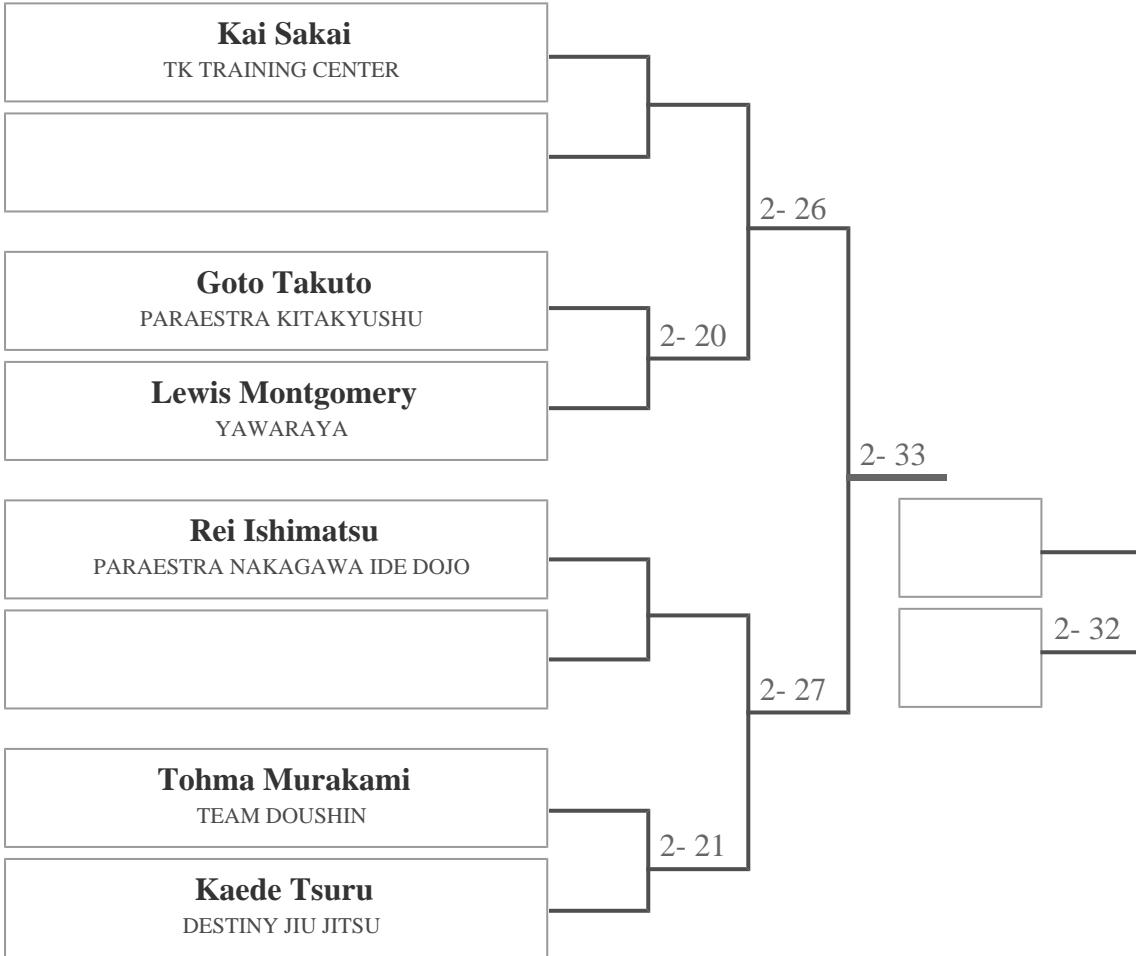 Kai Sakai
TK TRAINING CENTER
2- 26
Goto Takuto
PARAESTRA KITAKYUSHU
2- 20
Lewis Montgomery
YAWARAYA
2- 33
Rei Ishimatsu
PARAESTRA NAKAGAWA IDE DOJO
2- 32
2- 27
Tohma Murakami
TEAM DOUSHIN
2- 21
Kaede Tsuru
DESTINY JIU JITSU